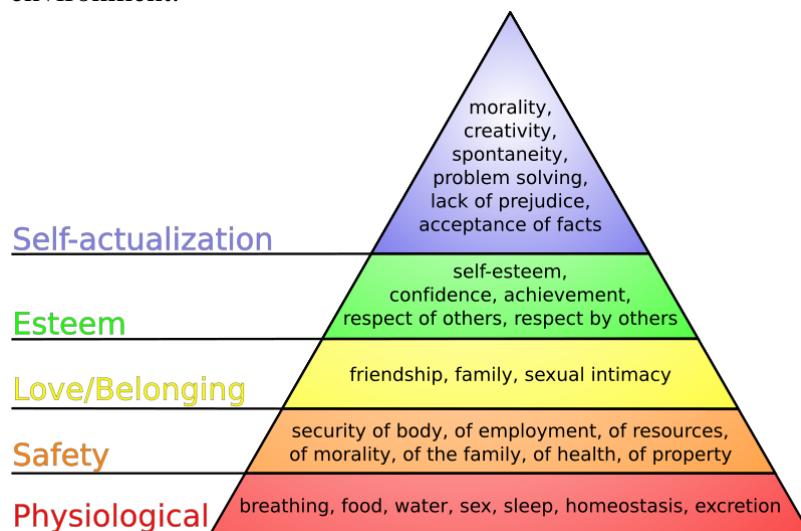 environment.
morality,
creativity,
spontaneity,
problem solving,
lack of prejudice,
acceptance of facts
Self-actualization
self-esteem,
confidence, achievement,
respect of others, respect by others
Esteem
friendship, family, sexual intimacy
Love/Belonging
security of body, of employment, of resources,
of morality, of the family, of health, of property
Safety
breathing, food, water, sex, sleep, homeostasis, excretion
Physiological